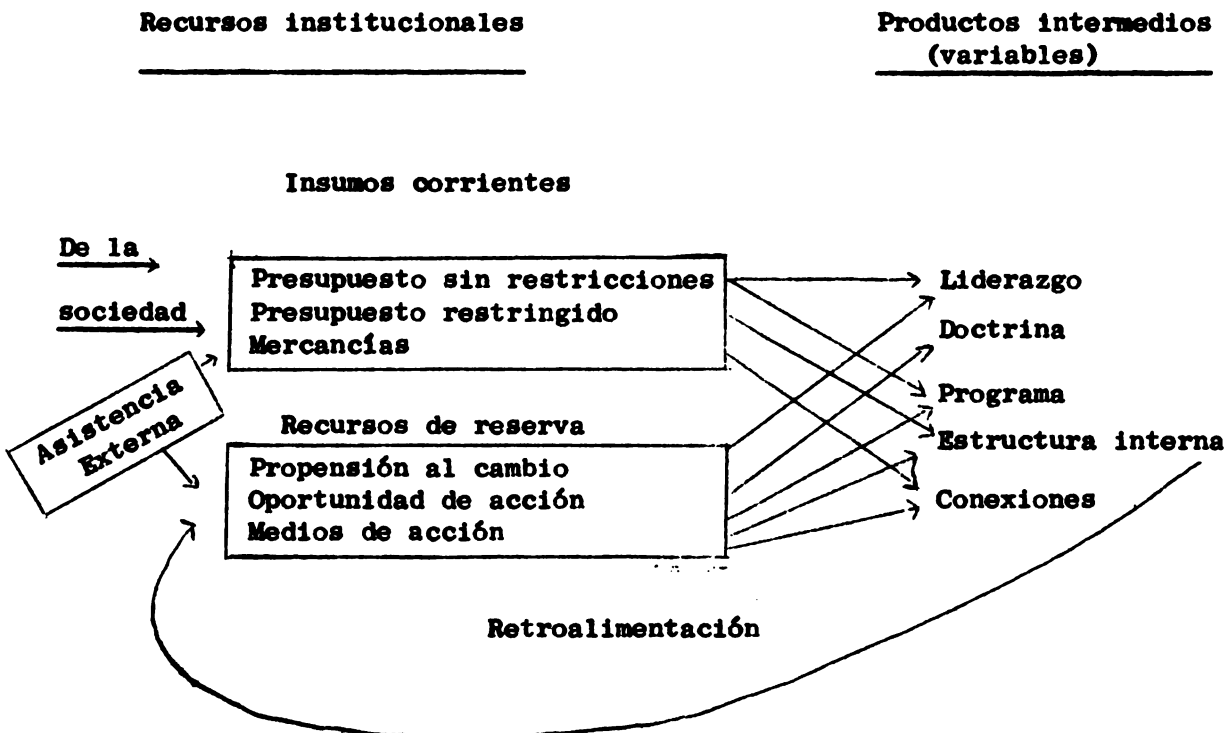 Recursos institucionales
Productos intermedios
(variables)
Insumos corrientes
De la
sociedad
Presupuesto sin restricciones
Presupuesto restringido
Mercancías
Asistencia
Externa
Recursos de reserva
Propensión al cambio
Oportunidad de acción
Medios de acción
Liderazgo
Doctrina
Programa
Estructura interna
Conexiones
Retroalimentación